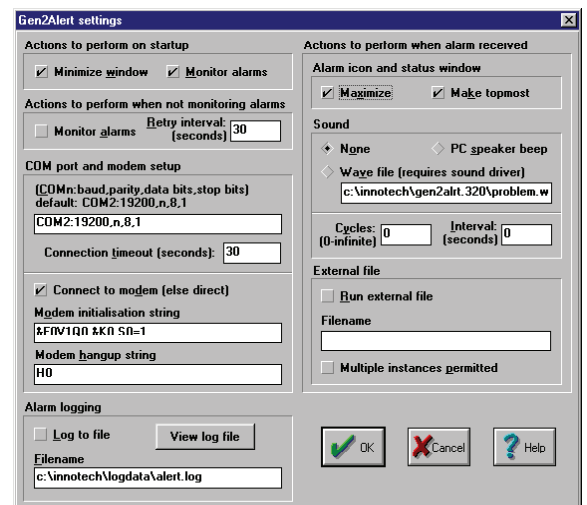 Gen2Alert settings
Actions to perform on startup
Minimize window
Monitor alarms
Actions to perform when not monitoring alarms
Monitor alarms
Retry interval: (seconds)
30
COM port and modem setup
(COMn:baud,parity,data bits,stop bits)
default: COM2:19200,n,8,1
COM2:19200,n,8,1
Connection timeout (seconds):
30
Connect to modem (else direct)
Modem initialisation string
&F0V1Q0 &K0 S0=1
Modem hangup string
H0
Alarm logging
Log to file
View log file
Filename
c:\innotech\logdata\alert.log
Actions to perform when alarm received
Alarm icon and status window
Maximize
Make topmost
Sound
None
PC speaker beep
Wave file (requires sound driver)
c:\innotech\gen2alrt.320\problem.w
Cycles:
(0-infinite)
0
Interval:
(seconds)
0
External file
Run external file
Filename
Multiple instances permitted
OK
Cancel
Help